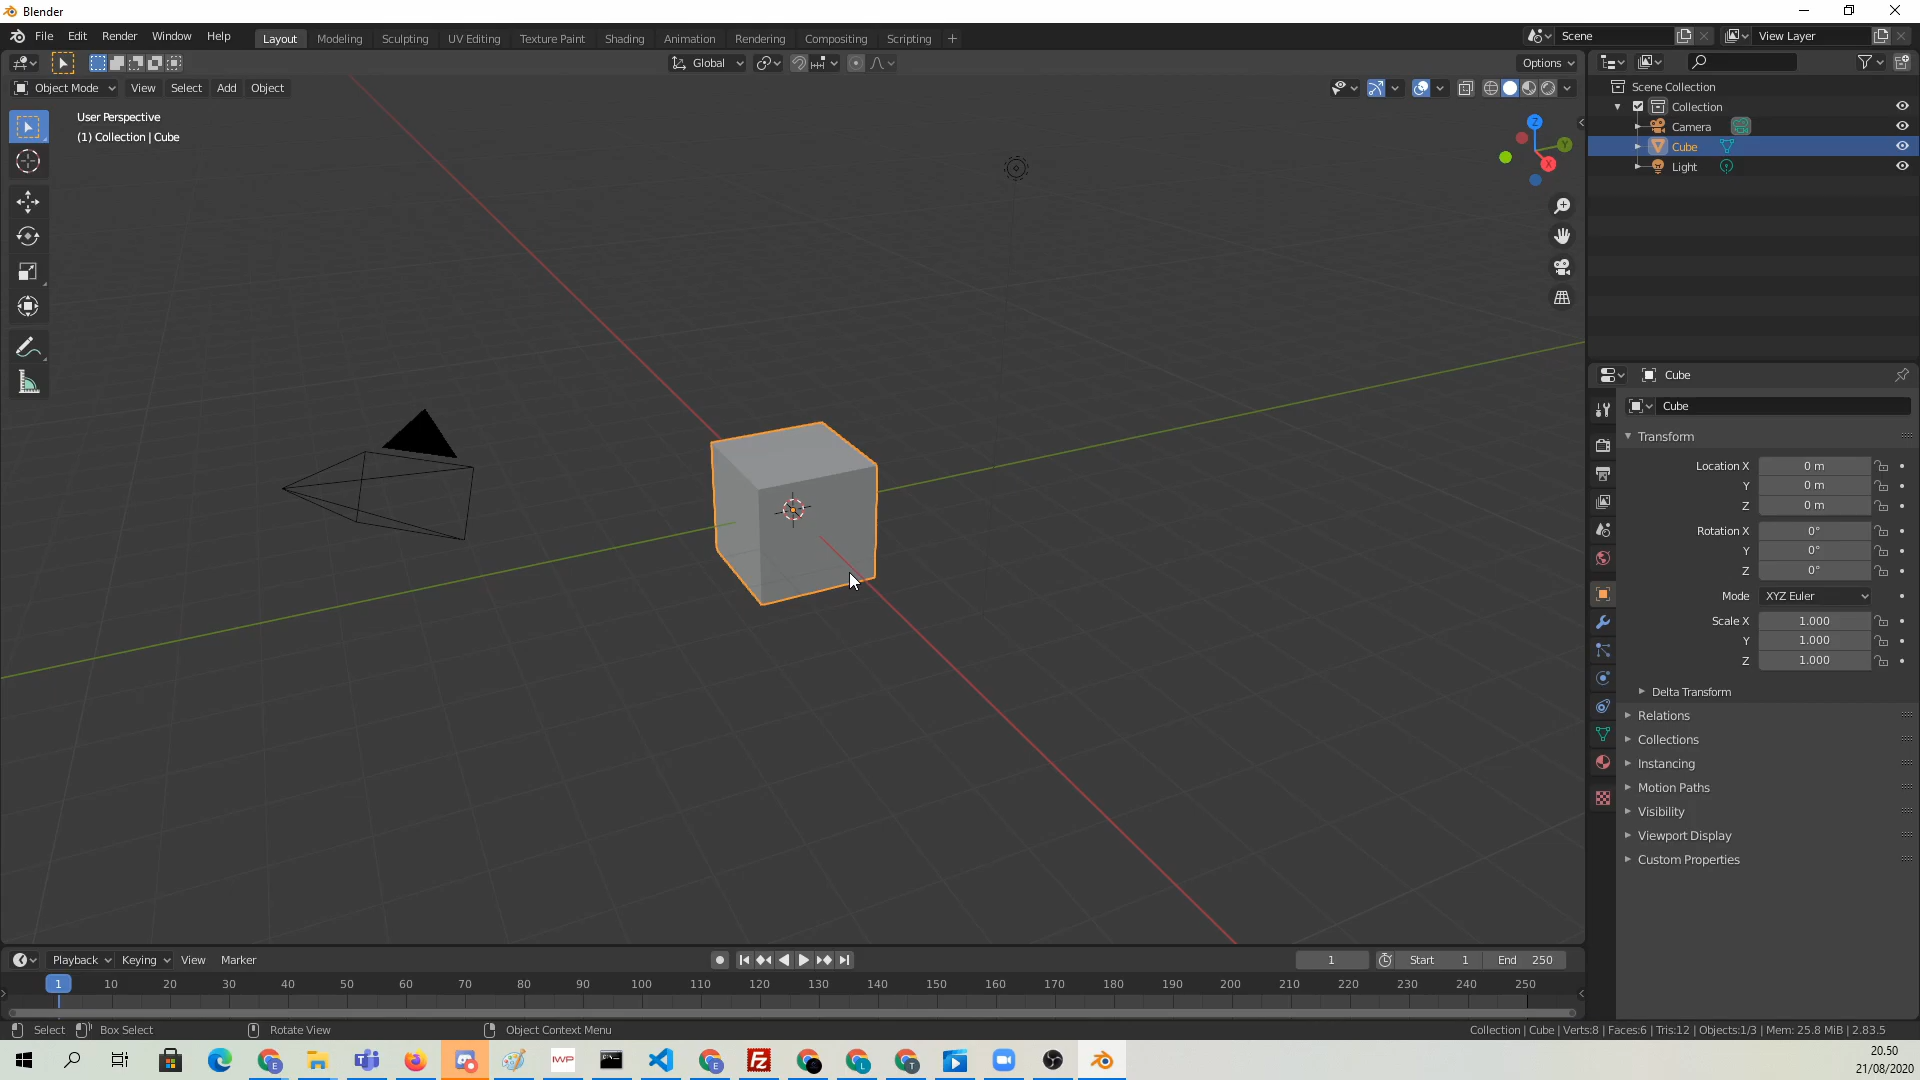 Blender
File Edit Render Window Help
Layout Modeling Sculpting UV Editing Texture Paint Shading Animation Rendering Compositing Scripting +
Scene
View Layer
Global
Options
Object Mode View Select Add Object
User Perspective
(1) Collection | Cube
Z
Y
X
Scene Collection
Collection
Camera
Cube
Light
Cube
Cube
Transform
Location X 0 m
Y 0 m
Z 0 m
Rotation X 0°
Y 0°
Z 0°
Mode XYZ Euler
Scale X 1.000
Y 1.000
Z 1.000
Delta Transform
Relations
Collections
Instancing
Motion Paths
Visibility
Viewport Display
Custom Properties
Playback Keying View Marker
1 Start 1 End 250
1 10 20 30 40 50 60 70 80 90 100 110 120 130 140 150 160 170 180 190 200 210 220 230 240 250
Select Box Select Rotate View Object Context Menu
Collection | Cube | Verts:8 | Faces:6 | Tris:12 | Objects:1/3 | Mem: 25.8 MiB | 2.83.5
E
IWP
E
Fz
L
T
20.50
21/08/2020